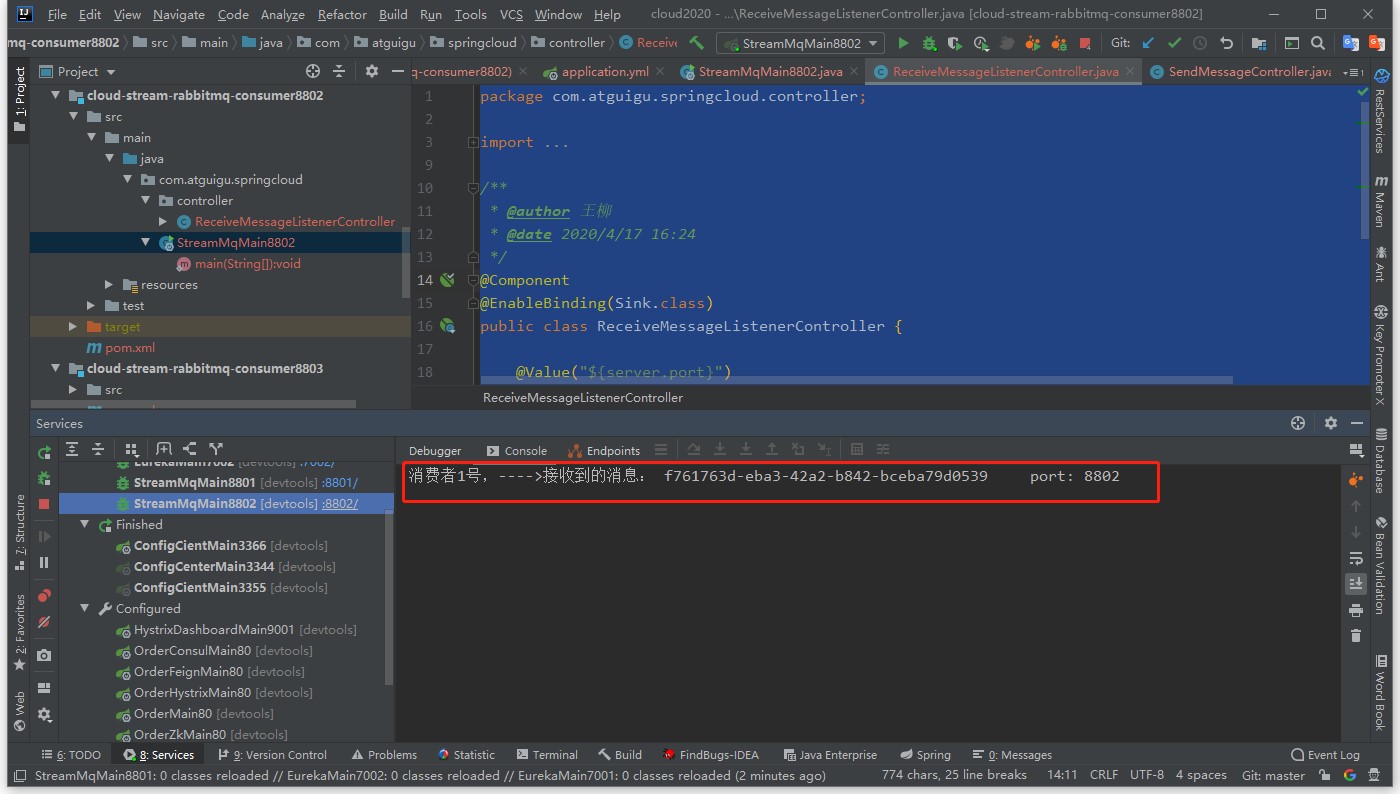 File Edit View Navigate Code Analyze Refactor Build Run Tools VCS Window Help cloud2020 - ...\ReceiveMessageListenerController.java [cloud-stream-rabbitmq-consumer8802]
mq-consumer8802 src main java com atguigu springcloud controller Receive StreamMqMain8802 Git:
1: Project
Project
q-consumer8802) application.yml StreamMqMain8802.java ReceiveMessageListenerController.java SendMessageController.java
cloud-stream-rabbitmq-consumer8802
src
main
java
com.atguigu.springcloud
controller
ReceiveMessageListenerController
StreamMqMain8802
main(String[]):void
resources
test
target
pom.xml
cloud-stream-rabbitmq-consumer8803
src
1 package com.atguigu.springcloud.controller;
2
3 import ...
9
10 /**
11 * @author 王柳
12 * @date 2020/4/17 16:24
13 */
14 @Component
15 @EnableBinding(Sink.class)
16 public class ReceiveMessageListenerController {
17
18 @Value("${server.port}")
ReceiveMessageListenerController
RestServices
Maven
Ant
Key Promoter X
Database
Bean Validation
Word Book
Services
7: Structure
2: Favorites
Web
EurekaMain7002 [devtools] :7002/
StreamMqMain8801 [devtools] :8801/
StreamMqMain8802 [devtools] :8802/
Finished
ConfigCientMain3366 [devtools]
ConfigCenterMain3344 [devtools]
ConfigCientMain3355 [devtools]
Configured
HystrixDashboardMain9001 [devtools]
OrderConsulMain80 [devtools]
OrderFeignMain80 [devtools]
OrderHystrixMain80 [devtools]
OrderMain80 [devtools]
OrderZkMain80 [devtools]
Debugger Console Endpoints
消费者1号，---->接收到的消息： f761763d-eba3-42a2-b842-bceba79d0539 port: 8802
6: TODO 8: Services 9: Version Control Problems Statistic Terminal Build FindBugs-IDEA Java Enterprise Spring 0: Messages Event Log
StreamMqMain8801: 0 classes reloaded // EurekaMain7002: 0 classes reloaded // EurekaMain7001: 0 classes reloaded (2 minutes ago) 774 chars, 25 line breaks 14:11 CRLF UTF-8 4 spaces Git: master